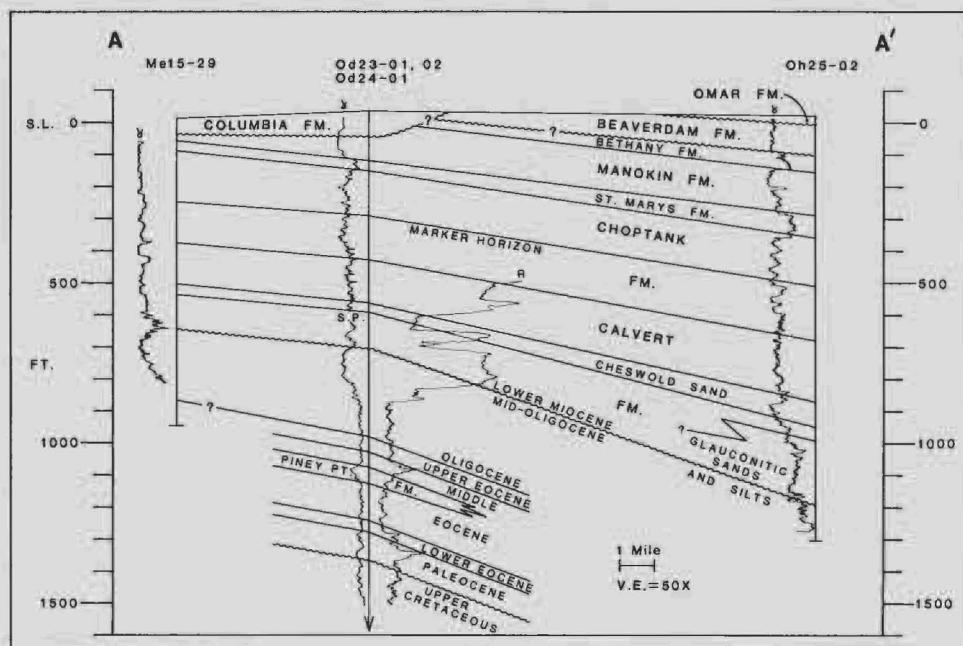 A
A'
Me15-29
Od23-01, 02
Od24-01
Oh25-02
OMAR FM.
S.L. 0
0
COLUMBIA FM.
?
?
BEAVERDAM FM.
BETHANY FM.
MANOKIN FM.
ST. MARYS FM.
CHOPTANK
MARKER HORIZON
FM.
R
500
500
S.P.
CALVERT
FT.
CHESWOLD SAND
FM.
LOWER MIOCENE
MID-OLIGOCENE
?
?
GLAUCONITIC
SANDS
AND SILTS
1000
1000
OLIGOCENE
UPPER EOCENE
PINEY PT.
FM.
MIDDLE
EOCENE
LOWER EOCENE
PALEOCENE
UPPER
CRETACEOUS
1 Mile
V.E.=50X
1500
1500